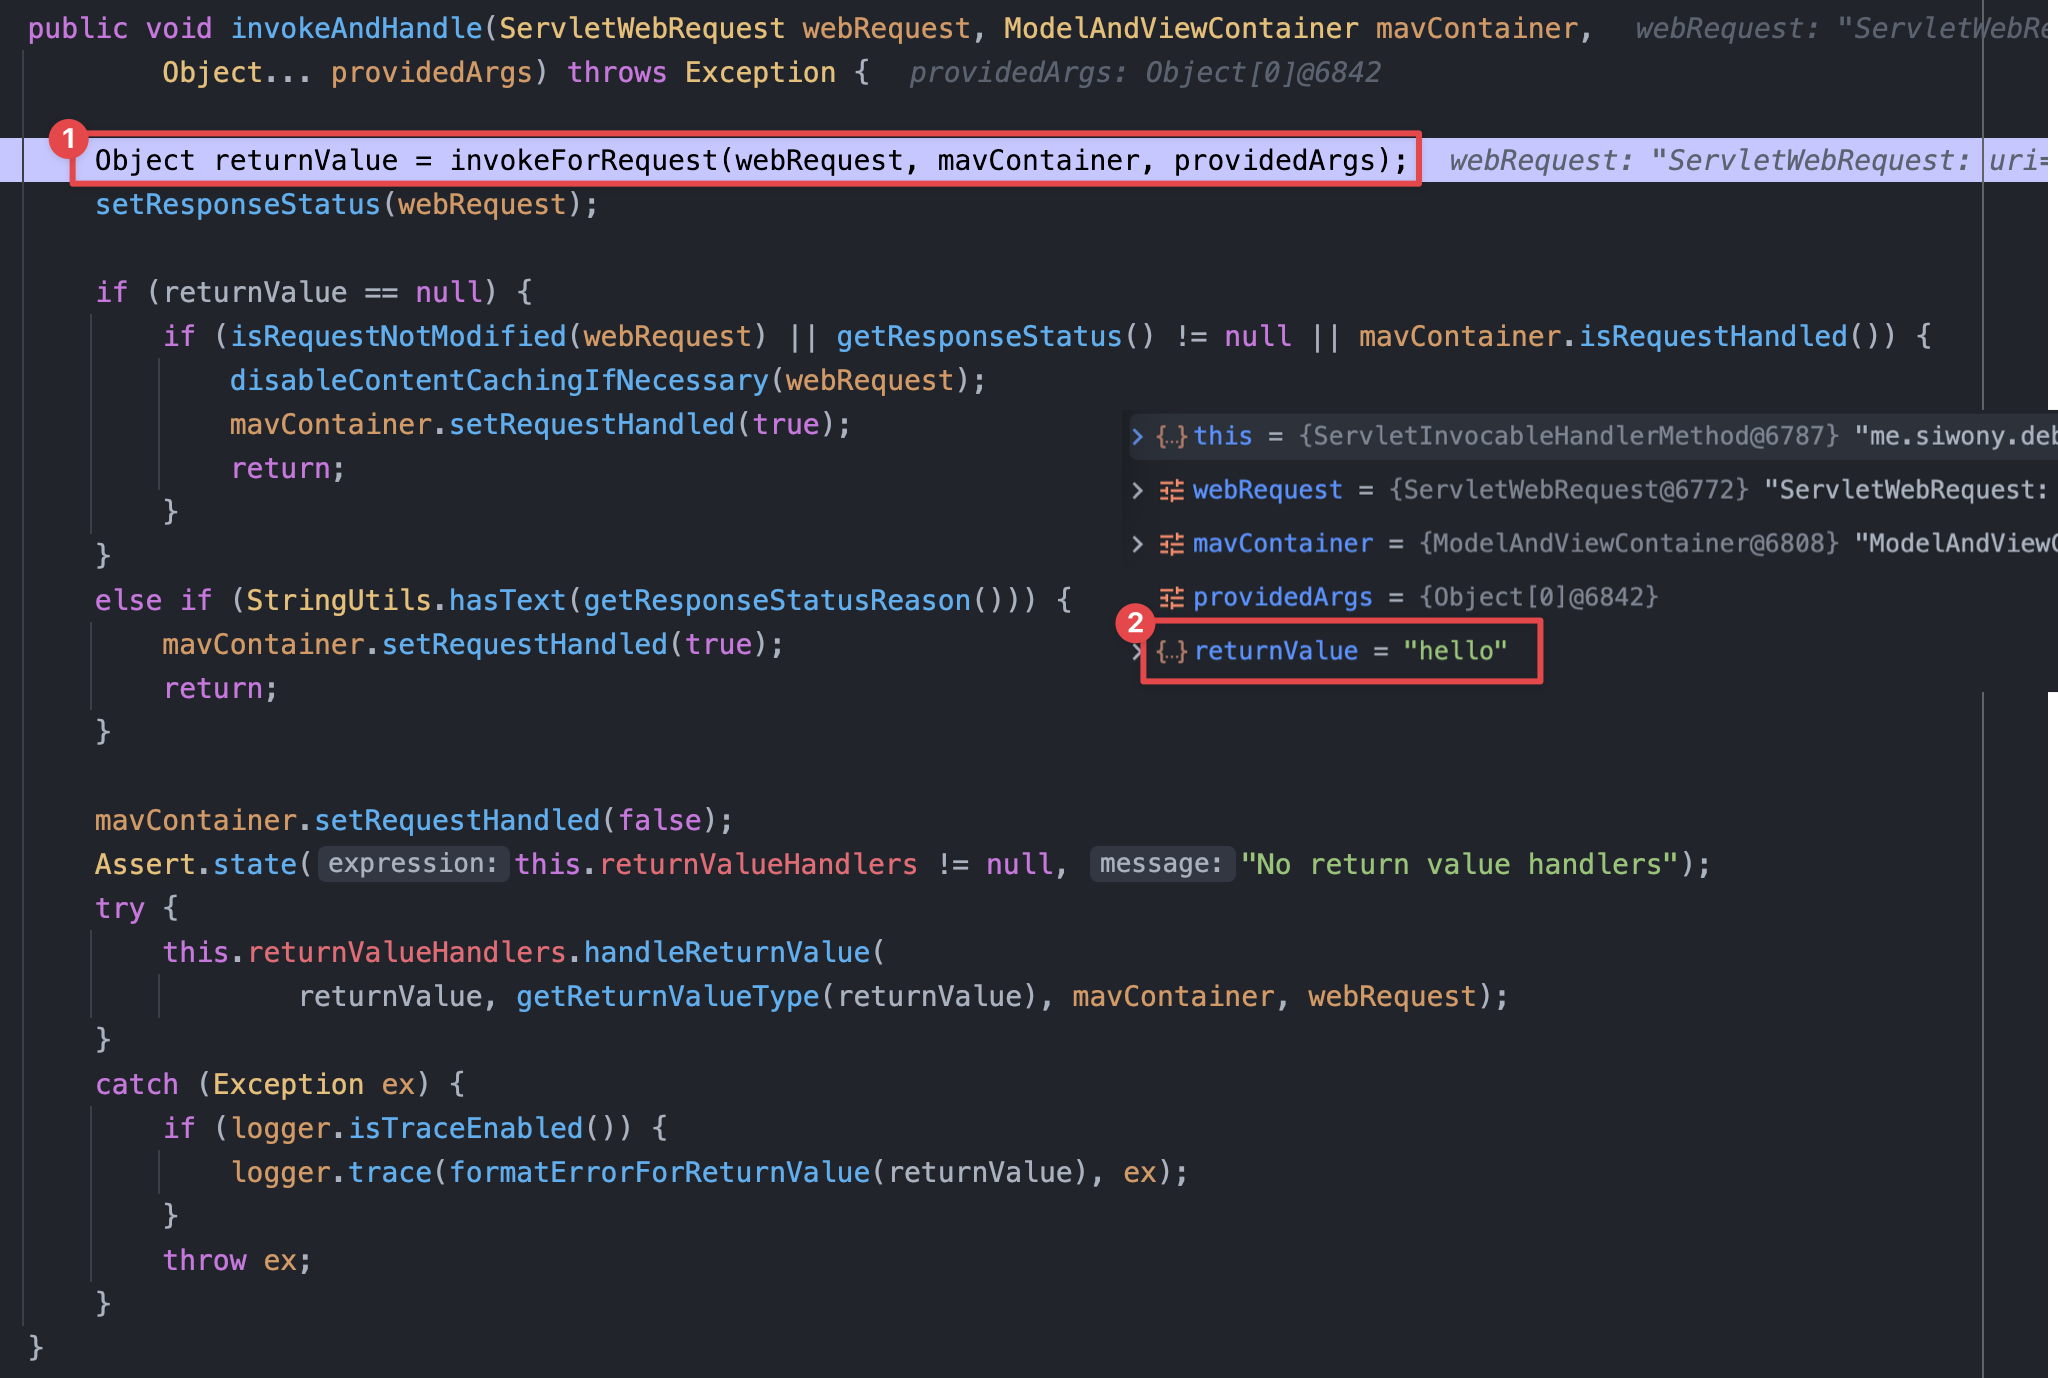 public void invokeAndHandle(ServletWebRequest webRequest, ModelAndViewContainer mavContainer,   webRequest: "ServletWebRe
        Object... providedArgs) throws Exception {   providedArgs: Object[0]@6842
1
    Object returnValue = invokeForRequest(webRequest, mavContainer, providedArgs);   webRequest: "ServletWebRequest: uri=
    setResponseStatus(webRequest);
    if (returnValue == null) {
        if (isRequestNotModified(webRequest) || getResponseStatus() != null || mavContainer.isRequestHandled()) {
            disableContentCachingIfNecessary(webRequest);
            mavContainer.setRequestHandled(true);
            return;
        }
    }
    else if (StringUtils.hasText(getResponseStatusReason())) {
        mavContainer.setRequestHandled(true);
        return;
    }
    mavContainer.setRequestHandled(false);
    Assert.state( expression: this.returnValueHandlers != null,  message: "No return value handlers");
    try {
        this.returnValueHandlers.handleReturnValue(
                returnValue, getReturnValueType(returnValue), mavContainer, webRequest);
    }
    catch (Exception ex) {
        if (logger.isTraceEnabled()) {
            logger.trace(formatErrorForReturnValue(returnValue), ex);
        }
        throw ex;
    }
}
> {...} this = {ServletInvocableHandlerMethod@6787} "me.siwony.deb
> webRequest = {ServletWebRequest@6772} "ServletWebRequest:
> mavContainer = {ModelAndViewContainer@6808} "ModelAndViewC
providedArgs = {Object[0]@6842}
2
> {...} returnValue = "hello"